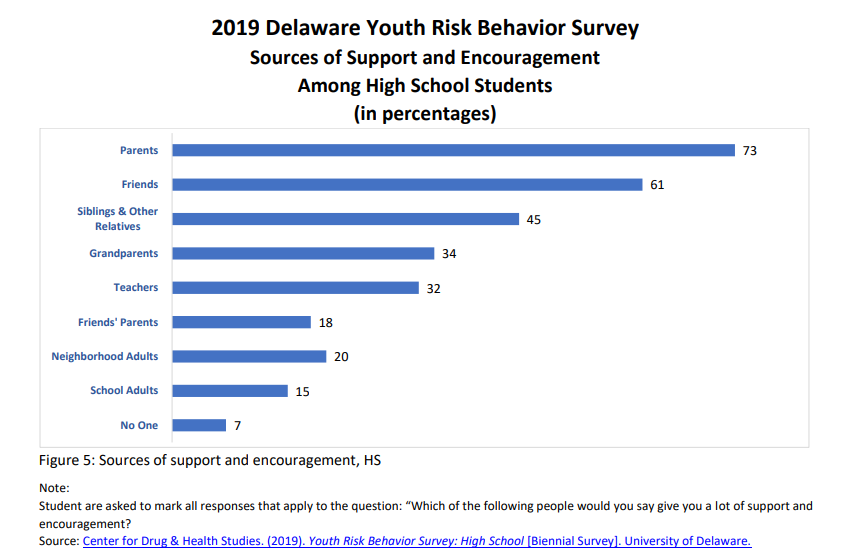 2019 Delaware Youth Risk Behavior Survey
Sources of Support and Encouragement
Among High School Students
(in percentages)
Parents 73
Friends 61
Siblings & Other
Relatives 45
Grandparents 34
Teachers 32
Friends' Parents 18
Neighborhood Adults 20
School Adults 15
No One 7
Figure 5: Sources of support and encouragement, HS
Note:
Student are asked to mark all responses that apply to the question: “Which of the following people would you say give you a lot of support and
encouragement?
Source: Center for Drug & Health Studies. (2019). Youth Risk Behavior Survey: High School [Biennial Survey]. University of Delaware.